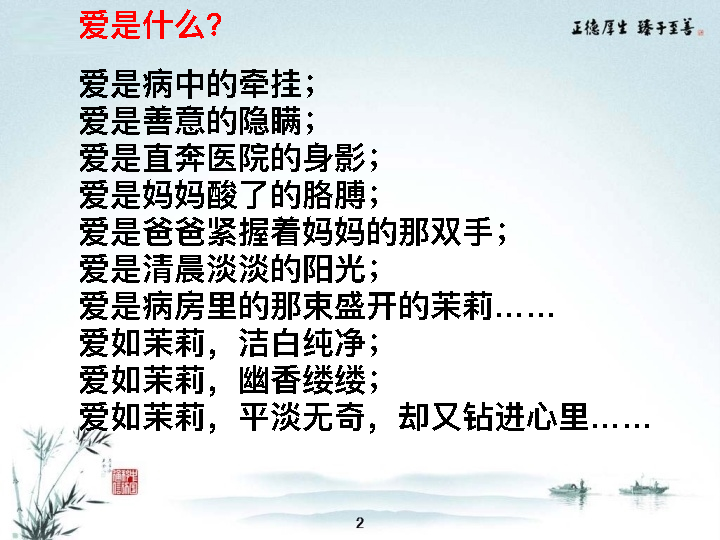 爱是什么?
正德厚生 臻于至善
爱是病中的牵挂；
爱是善意的隐瞒；
爱是直奔医院的身影；
爱是妈妈酸了的胳膊；
爱是爸爸紧握着妈妈的那双手；
爱是清晨淡淡的阳光；
爱是病房里的那束盛开的茉莉……
爱如茉莉，洁白纯净；
爱如茉莉，幽香缕缕；
爱如茉莉，平淡无奇，却又钻进心里……
2